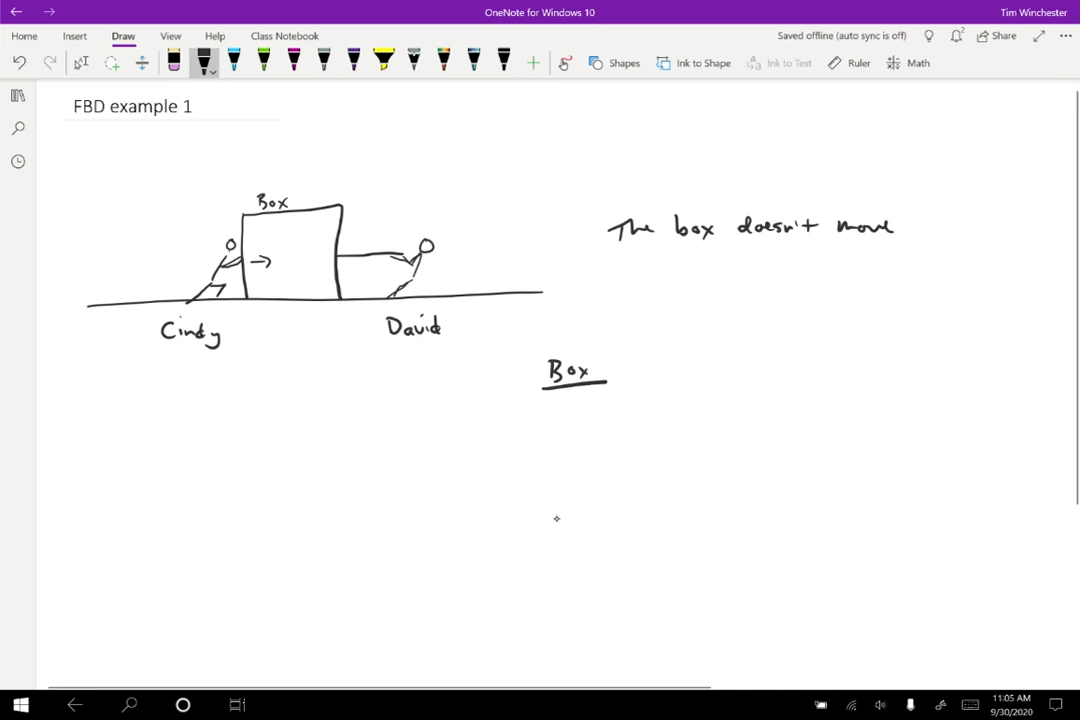 OneNote for Windows 10
Tim Winchester
Home Insert Draw View Help Class Notebook
Saved offline (auto sync is off) Share
Shapes Ink to Shape Ink to Text Ruler Math
FBD example 1
Box
The box doesn't move
Cindy
David
Box
11:05 AM
9/30/2020